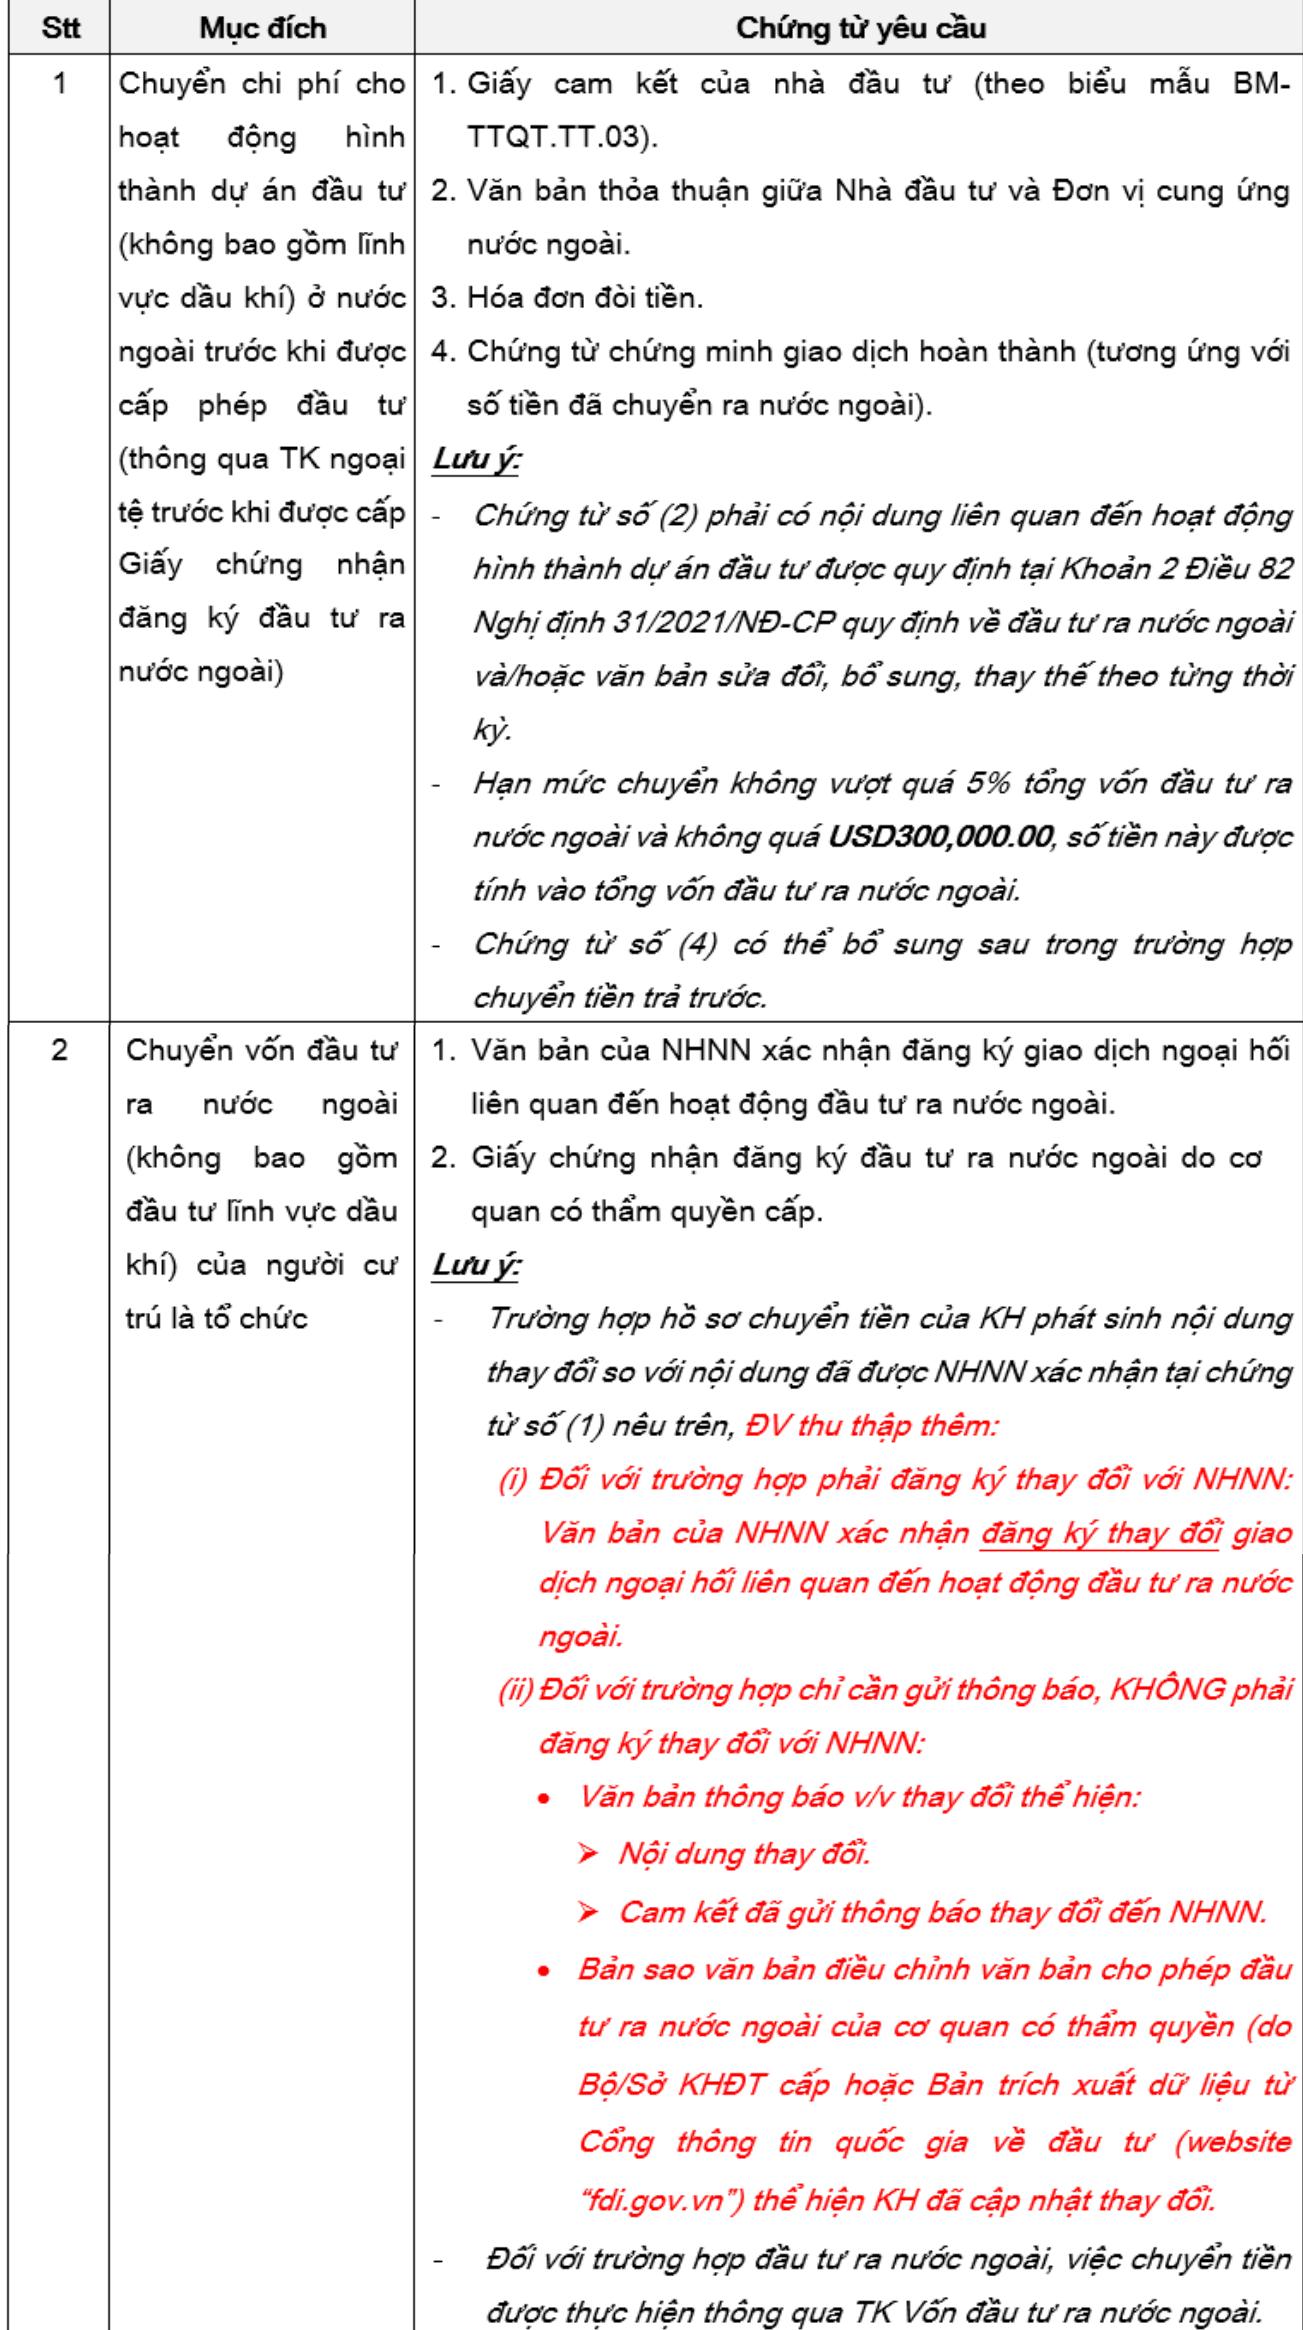 Stt Mục đích Chứng từ yêu cầu
1
Chuyển chi phí cho
hoạt động hình
thành dự án đầu tư
(không bao gồm lĩnh
vực dầu khí) ở nước
ngoài trước khi được
cấp phép đầu tư
(thông qua TK ngoại
tệ trước khi được cấp
Giấy chứng nhận
đăng ký đầu tư ra
nước ngoài)
1. Giấy cam kết của nhà đầu tư (theo biểu mẫu BM-
TTQT.TT.03).
2. Văn bản thỏa thuận giữa Nhà đầu tư và Đơn vị cung ứng
nước ngoài.
3. Hóa đơn đòi tiền.
4. Chứng từ chứng minh giao dịch hoàn thành (tương ứng với
số tiền đã chuyển ra nước ngoài).
Lưu ý:
- Chứng từ số (2) phải có nội dung liên quan đến hoạt động
hình thành dự án đầu tư được quy định tại Khoản 2 Điều 82
Nghị định 31/2021/NĐ-CP quy định về đầu tư ra nước ngoài
và/hoặc văn bản sửa đổi, bổ sung, thay thế theo từng thời
kỳ.
- Hạn mức chuyển không vượt quá 5% tổng vốn đầu tư ra
nước ngoài và không quá USD300,000.00, số tiền này được
tính vào tổng vốn đầu tư ra nước ngoài.
- Chứng từ số (4) có thể bổ sung sau trong trường hợp
chuyển tiền trả trước.
2
Chuyển vốn đầu tư
ra nước ngoài
(không bao gồm
đầu tư lĩnh vực dầu
khí) của người cư
trú là tổ chức
1. Văn bản của NHNN xác nhận đăng ký giao dịch ngoại hối
liên quan đến hoạt động đầu tư ra nước ngoài.
2. Giấy chứng nhận đăng ký đầu tư ra nước ngoài do cơ
quan có thẩm quyền cấp.
Lưu ý:
- Trường hợp hồ sơ chuyển tiền của KH phát sinh nội dung
thay đổi so với nội dung đã được NHNN xác nhận tại chứng
từ số (1) nêu trên, ĐV thu thập thêm:
(i) Đối với trường hợp phải đăng ký thay đổi với NHNN:
Văn bản của NHNN xác nhận đăng ký thay đổi giao
dịch ngoại hối liên quan đến hoạt động đầu tư ra nước
ngoài.
(ii) Đối với trường hợp chỉ cần gửi thông báo, KHÔNG phải
đăng ký thay đổi với NHNN:
• Văn bản thông báo v/v thay đổi thể hiện:
➢ Nội dung thay đổi.
➢ Cam kết đã gửi thông báo thay đổi đến NHNN.
• Bản sao văn bản điều chỉnh văn bản cho phép đầu
tư ra nước ngoài của cơ quan có thẩm quyền (do
Bộ/Sở KHĐT cấp hoặc Bản trích xuất dữ liệu từ
Cổng thông tin quốc gia về đầu tư (website
“fdi.gov.vn”) thể hiện KH đã cập nhật thay đổi.
- Đối với trường hợp đầu tư ra nước ngoài, việc chuyển tiền
được thực hiện thông qua TK Vốn đầu tư ra nước ngoài.